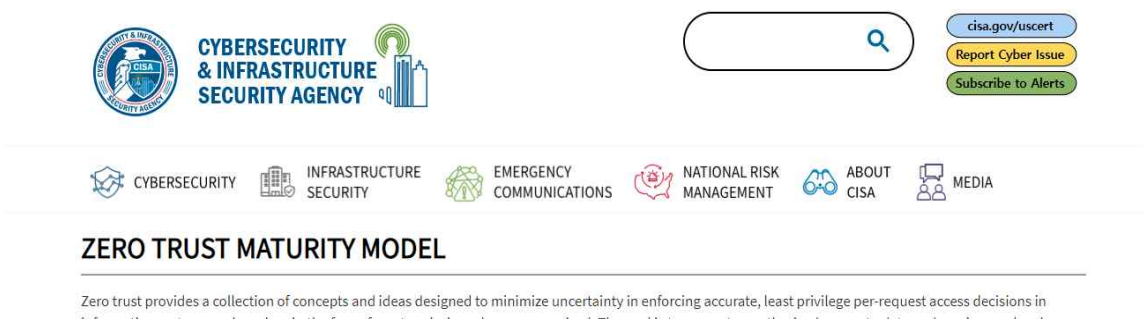 CYBERSECURITY
& INFRASTRUCTURE
SECURITY AGENCY
CISA
cisa.gov/uscert
Report Cyber Issue
Subscribe to Alerts
CYBERSECURITY
INFRASTRUCTURE
SECURITY
EMERGENCY
COMMUNICATIONS
NATIONAL RISK
MANAGEMENT
ABOUT
CISA
MEDIA
ZERO TRUST MATURITY MODEL
Zero trust provides a collection of concepts and ideas designed to minimize uncertainty in enforcing accurate, least privilege per-request access decisions in